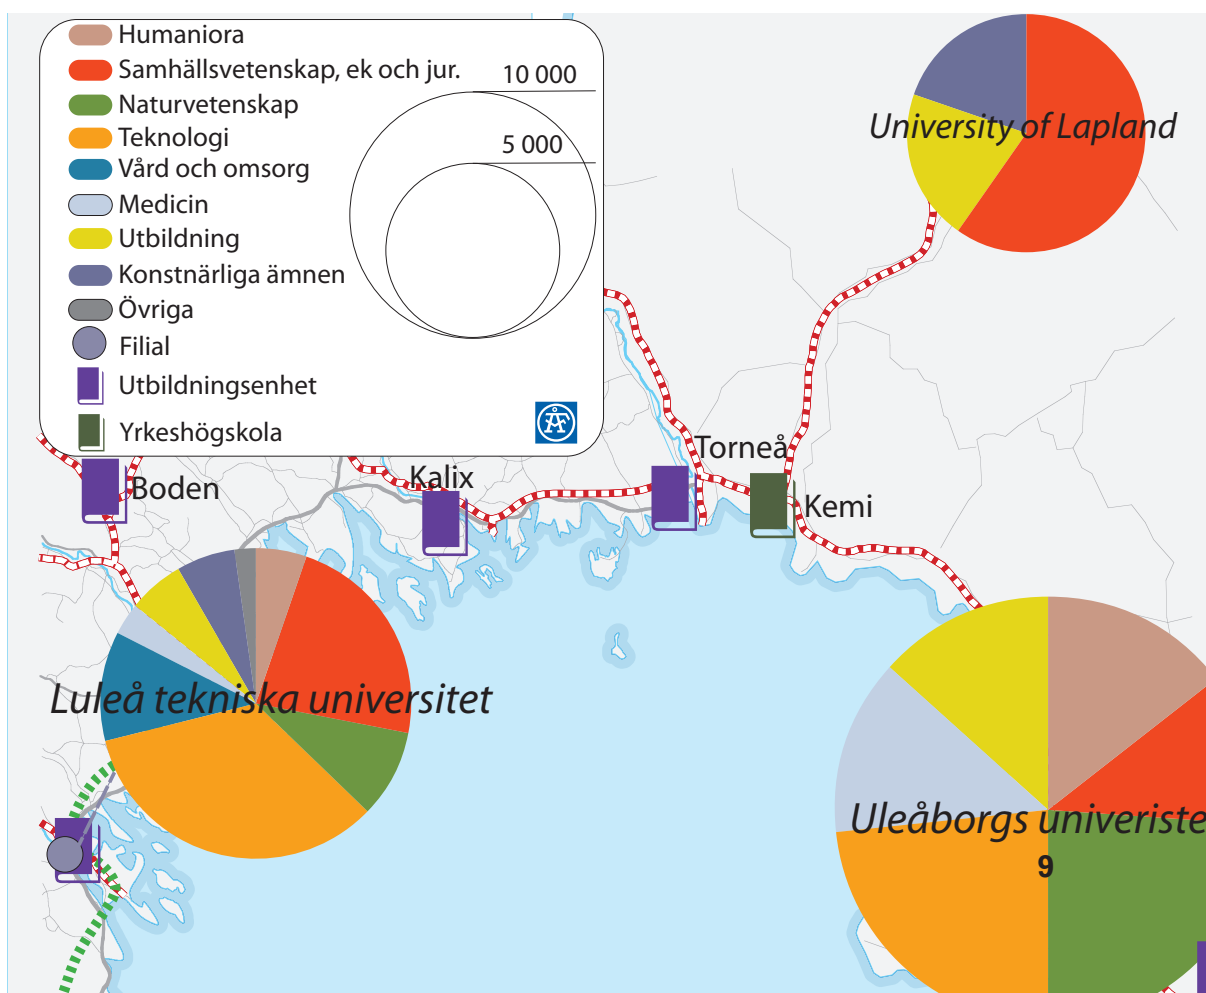 Humaniora
Samhällsvetenskap, ek och jur.
Naturvetenskap
Teknologi
Vård och omsorg
Medicin
Utbildning
Konstnärliga ämnen
Övriga
Filial
Utbildningsenhet
Yrkeshögskola
10 000
5 000
ÅF
University of Lapland
Torneå
Kalix
Boden
Kemi
Luleå tekniska universitet
Uleåborgs univeriste
9